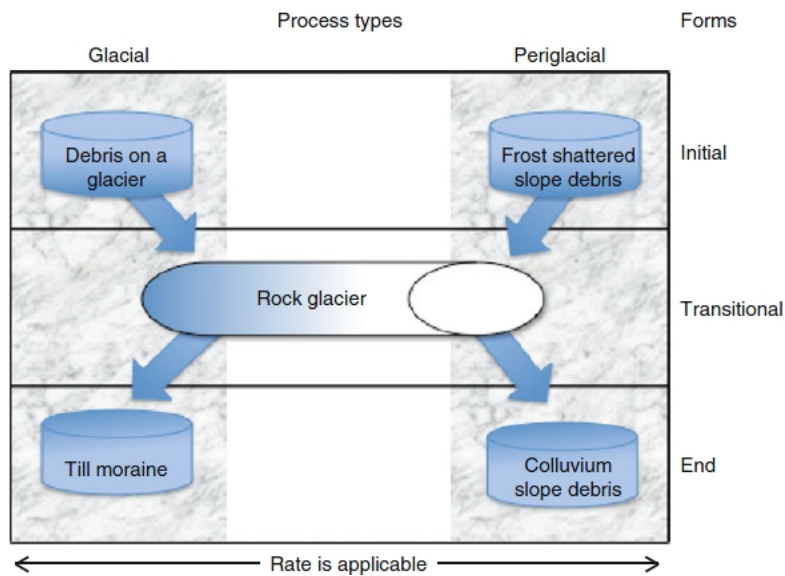 Process types
Forms
Glacial
Periglacial
Debris on a
glacier
Frost shattered
slope debris
Initial
Rock glacier
Transitional
Till moraine
Colluvium
slope debris
End
Rate is applicable